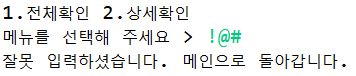 1.전체확인 2.상세확인
메뉴를 선택해 주세요 > !@#
잘못 입력하셨습니다. 메인으로 돌아갑니다.